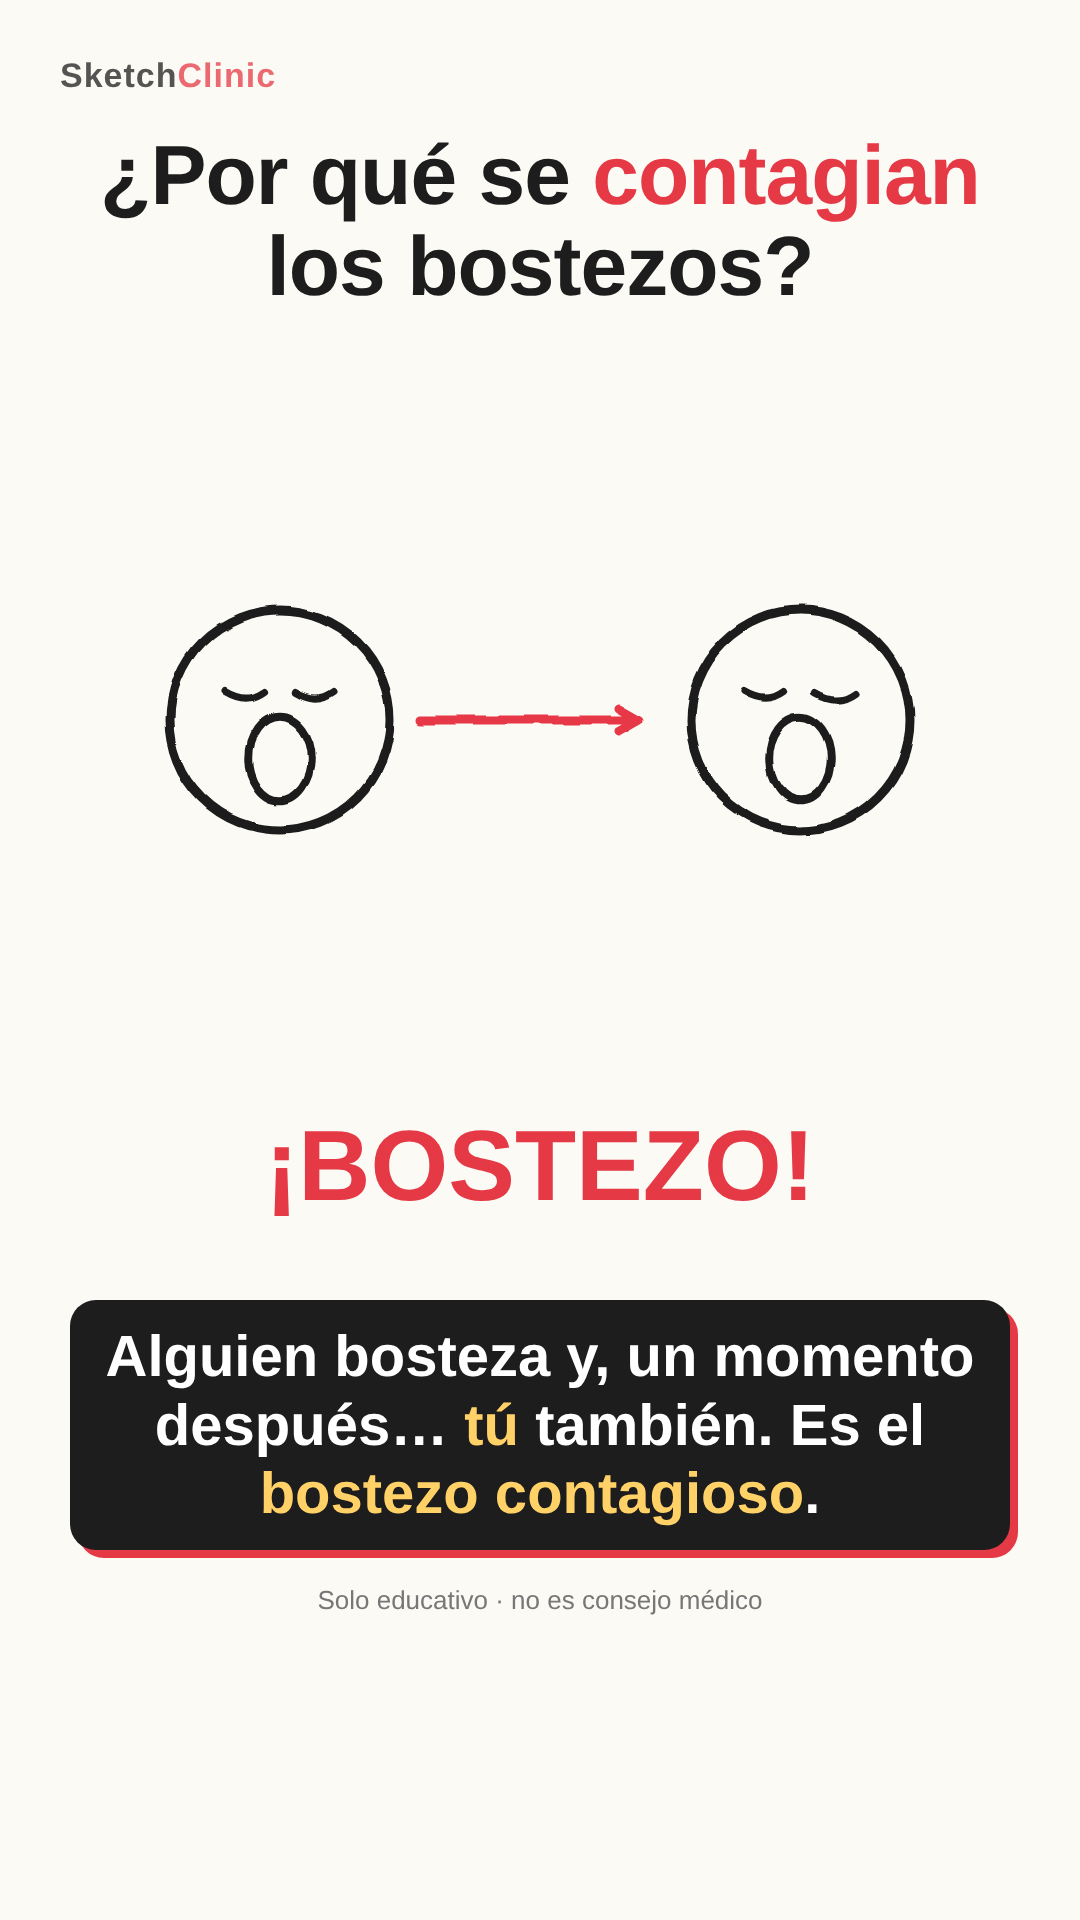 SketchClinic
¿Por qué se contagian
los bostezos?
¡BOSTEZO!
Alguien bosteza y, un momento
después… tú también. Es el
bostezo contagioso.
Solo educativo · no es consejo médico